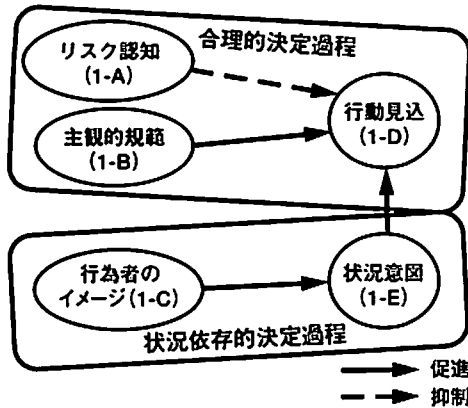 合理的決定過程
リスク認知
(1-A)
行動見込
(1-D)
主観的規範
(1-B)
行為者の
イメージ(1-C)
状況意図
(1-E)
状況依存的決定過程
促進
抑制